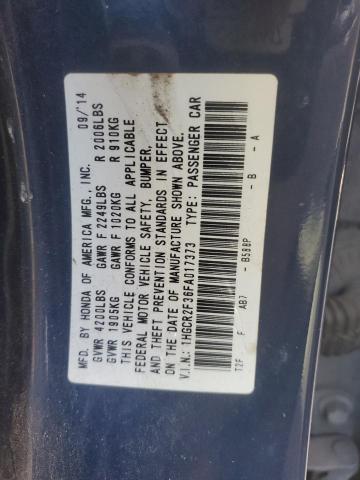 MFD. BY HONDA OF AMERICA MFG., INC. 09/'14
GVWR 4200LBS GAWR F 2249LBS R 2006LBS
GVWR 1905KG GAWR F 1020KG R 910KG
THIS VEHICLE CONFORMS TO ALL APPLICABLE
FEDERAL MOTOR VEHICLE SAFETY, BUMPER,
AND THEFT PREVENTION STANDARDS IN EFFECT
ON THE DATE OF MANUFACTURE SHOWN ABOVE.
V.I.N.: 1HGCR2F36FA017373 TYPE: PASSENGER CAR
T2F F AB7 - B588P - B - A